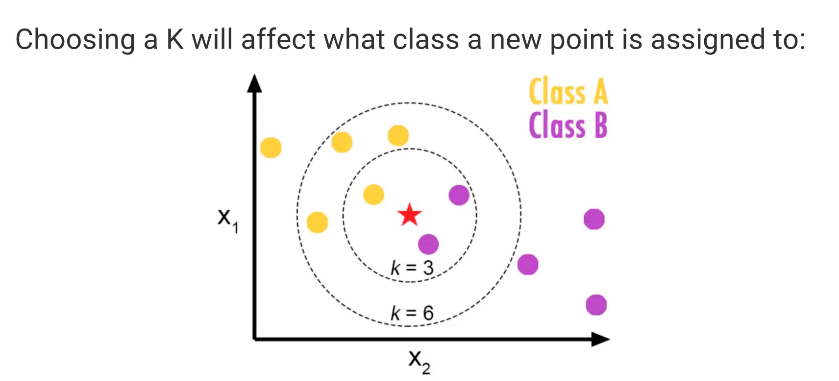 Choosing a K will affect what class a new point is assigned to:
Class A
Class B
X₁
k = 3
k = 6
X₂